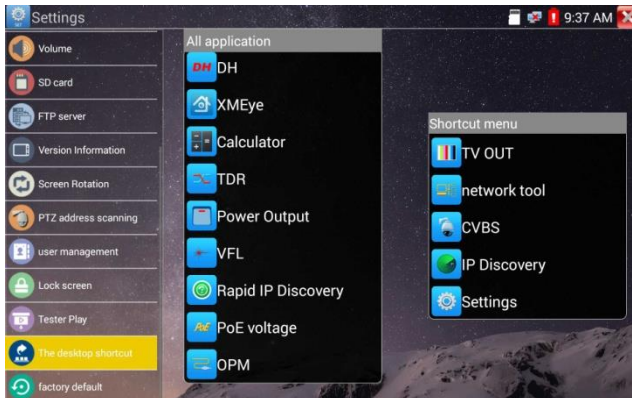 Settings
9:37 AM
Volume
SD card
FTP server
Version Information
Screen Rotation
PTZ address scanning
user management
Lock screen
Tester Play
The desktop shortcut
factory default
All application
DH DH
XMEye
Calculator
TDR
Power Output
VFL
Rapid IP Discovery
PoE PoE voltage
OPM
Shortcut menu
TV OUT
network tool
CVBS
IP Discovery
Settings